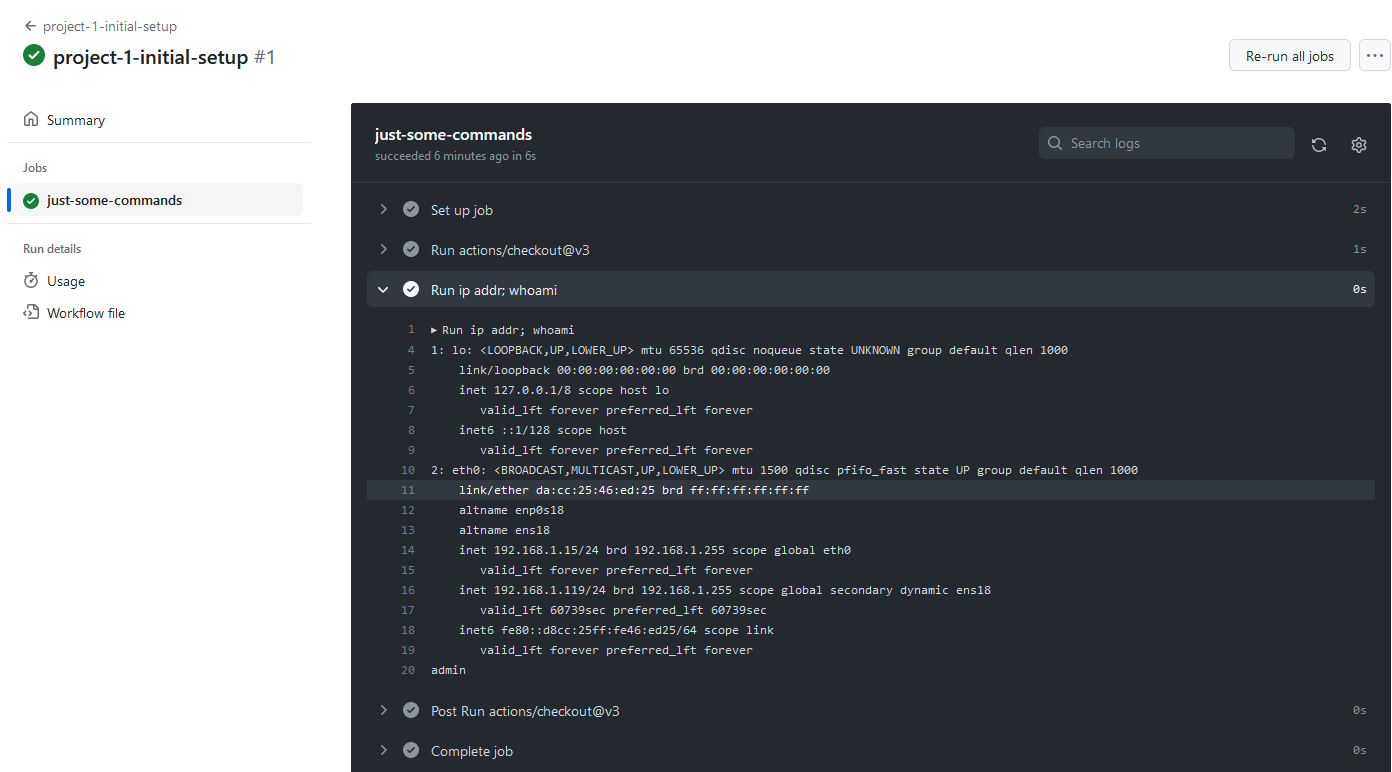 project-1-initial-setup
project-1-initial-setup #1
Re-run all jobs
Summary
Jobs
just-some-commands
Run details
Usage
Workflow file
just-some-commands
succeeded 6 minutes ago in 6s
Search logs
Set up job 2s
Run actions/checkout@v3 1s
Run ip addr; whoami 0s
1 Run ip addr; whoami
4 1: lo: <LOOPBACK,UP,LOWER_UP> mtu 65536 qdisc noqueue state UNKNOWN group default qlen 1000
5 link/loopback 00:00:00:00:00:00 brd 00:00:00:00:00:00
6 inet 127.0.0.1/8 scope host lo
7 valid_lft forever preferred_lft forever
8 inet6 ::1/128 scope host
9 valid_lft forever preferred_lft forever
10 2: eth0: <BROADCAST,MULTICAST,UP,LOWER_UP> mtu 1500 qdisc pfifo_fast state UP group default qlen 1000
11 link/ether da:cc:25:46:ed:25 brd ff:ff:ff:ff:ff:ff
12 altname enp0s18
13 altname ens18
14 inet 192.168.1.15/24 brd 192.168.1.255 scope global eth0
15 valid_lft forever preferred_lft forever
16 inet 192.168.1.119/24 brd 192.168.1.255 scope global secondary dynamic ens18
17 valid_lft 60739sec preferred_lft 60739sec
18 inet6 fe80::d8cc:25ff:fe46:ed25/64 scope link
19 valid_lft forever preferred_lft forever
20 admin
Post Run actions/checkout@v3 0s
Complete job 0s